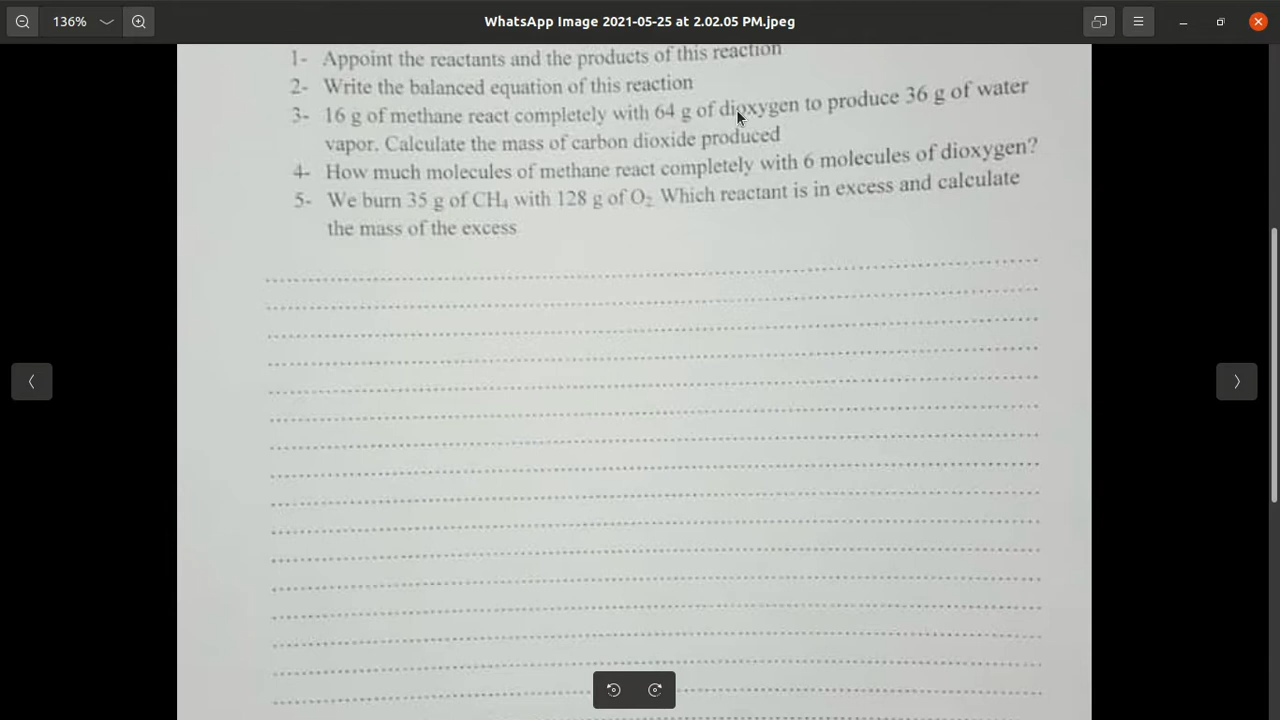 136%
WhatsApp Image 2021-05-25 at 2.02.05 PM.jpeg
1- Appoint the reactants and the products of this reaction
2- Write the balanced equation of this reaction
3- 16 g of methane react completely with 64 g of dioxygen to produce 36 g of water
vapor. Calculate the mass of carbon dioxide produced
4- How much molecules of methane react completely with 6 molecules of dioxygen?
5- We burn 35 g of CH₄ with 128 g of O₂ Which reactant is in excess and calculate
the mass of the excess